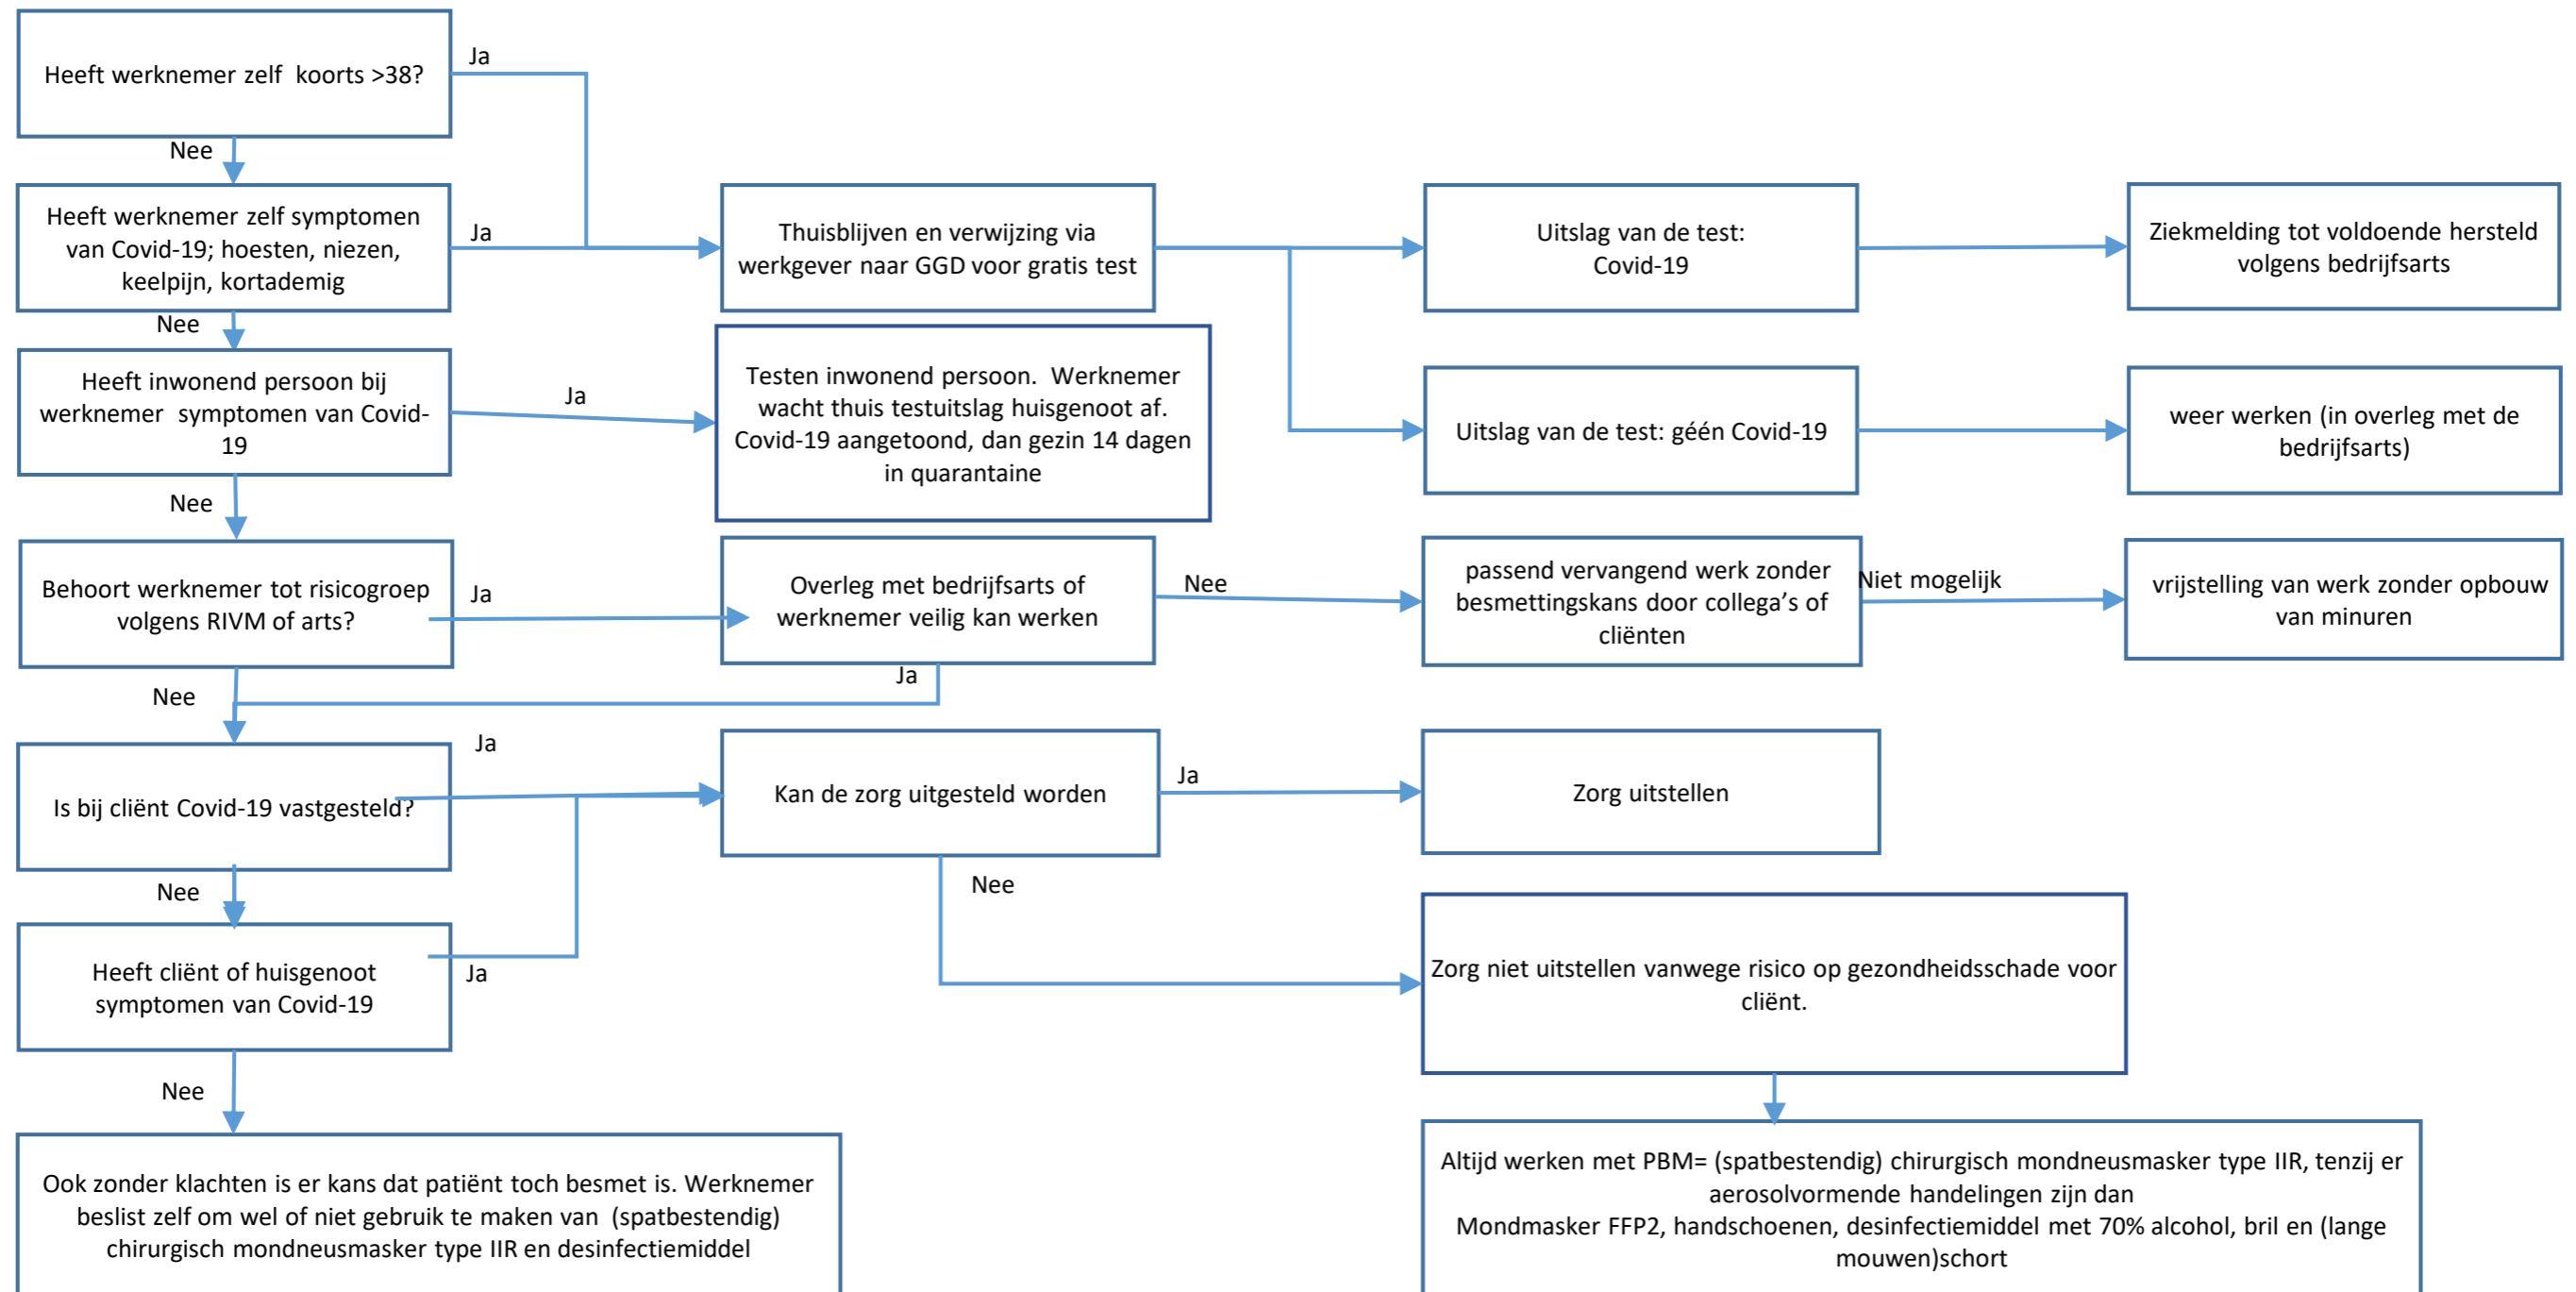 Heeft werknemer zelf koorts >38?
Ja
Nee
Heeft werknemer zelf symptomen
van Covid-19; hoesten, niezen,
keelpijn, kortademig
Ja
Thuisblijven en verwijzing via
werkgever naar GGD voor gratis test
Uitslag van de test:
Covid-19
Ziekmelding tot voldoende hersteld
volgens bedrijfsarts
Nee
Heeft inwonend persoon bij
werknemer symptomen van Covid-
19
Ja
Testen inwonend persoon. Werknemer
wacht thuis testuitslag huisgenoot af.
Covid-19 aangetoond, dan gezin 14 dagen
in quarantaine
Uitslag van de test: géén Covid-19
weer werken (in overleg met de
bedrijfsarts)
Nee
Behoort werknemer tot risicogroep
volgens RIVM of arts?
Ja
Overleg met bedrijfsarts of
werknemer veilig kan werken
Nee
passend vervangend werk zonder
besmettingskans door collega's of
cliënten
Niet mogelijk
vrijstelling van werk zonder opbouw
van minuren
Ja
Nee
Is bij cliënt Covid-19 vastgesteld?
Ja
Kan de zorg uitgesteld worden
Ja
Zorg uitstellen
Nee
Nee
Heeft cliënt of huisgenoot
symptomen van Covid-19
Ja
Zorg niet uitstellen vanwege risico op gezondheidsschade voor
cliënt.
Nee
Ook zonder klachten is er kans dat patiënt toch besmet is. Werknemer
beslist zelf om wel of niet gebruik te maken van (spatbestendig)
chirurgisch mondneusmasker type IIR en desinfectiemiddel
Altijd werken met PBM= (spatbestendig) chirurgisch mondneusmasker type IIR, tenzij er
aerosolvormende handelingen zijn dan
Mondmasker FFP2, handschoenen, desinfectiemiddel met 70% alcohol, bril en (lange
mouwen)schort